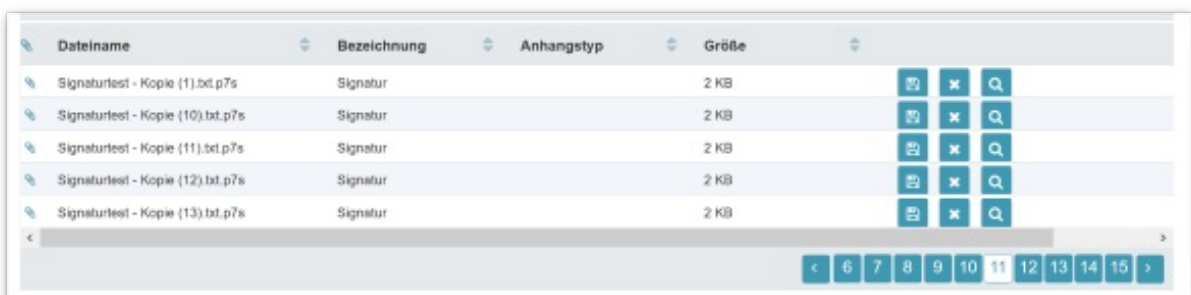 Dateiname Bezeichnung Anhangstyp Größe
Signaturtest - Kopie (1).txt.p7s Signatur 2 KB
Signaturtest - Kopie (10).txt.p7s Signatur 2 KB
Signaturtest - Kopie (11).txt.p7s Signatur 2 KB
Signaturtest - Kopie (12).txt.p7s Signatur 2 KB
Signaturtest - Kopie (13).txt.p7s Signatur 2 KB
< 6 7 8 9 10 11 12 13 14 15 >